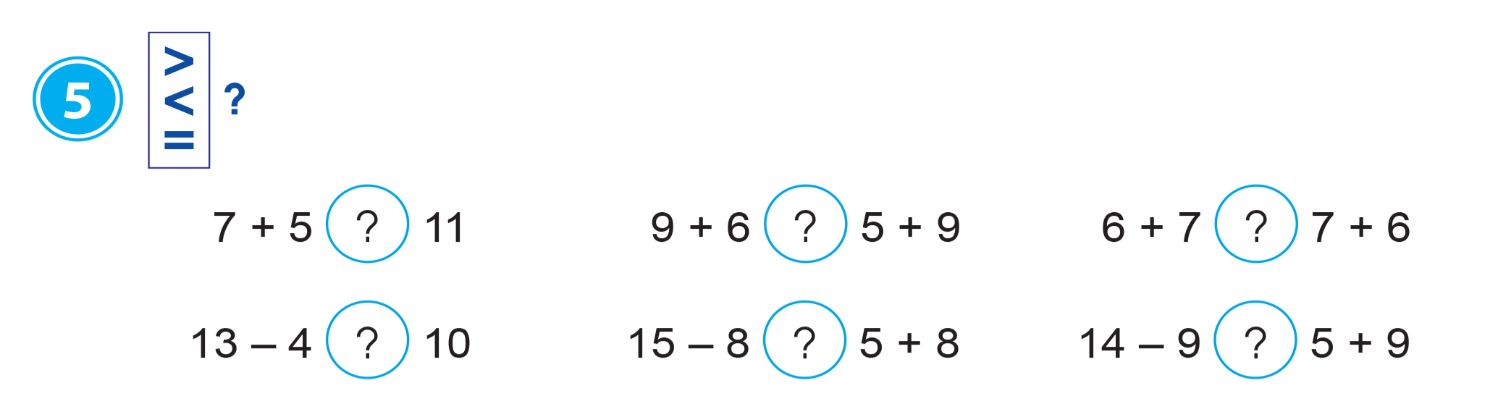 5
>
<
=
?
7 + 5 ? 11
9 + 6 ? 5 + 9
6 + 7 ? 7 + 6
13 – 4 ? 10
15 – 8 ? 5 + 8
14 – 9 ? 5 + 9